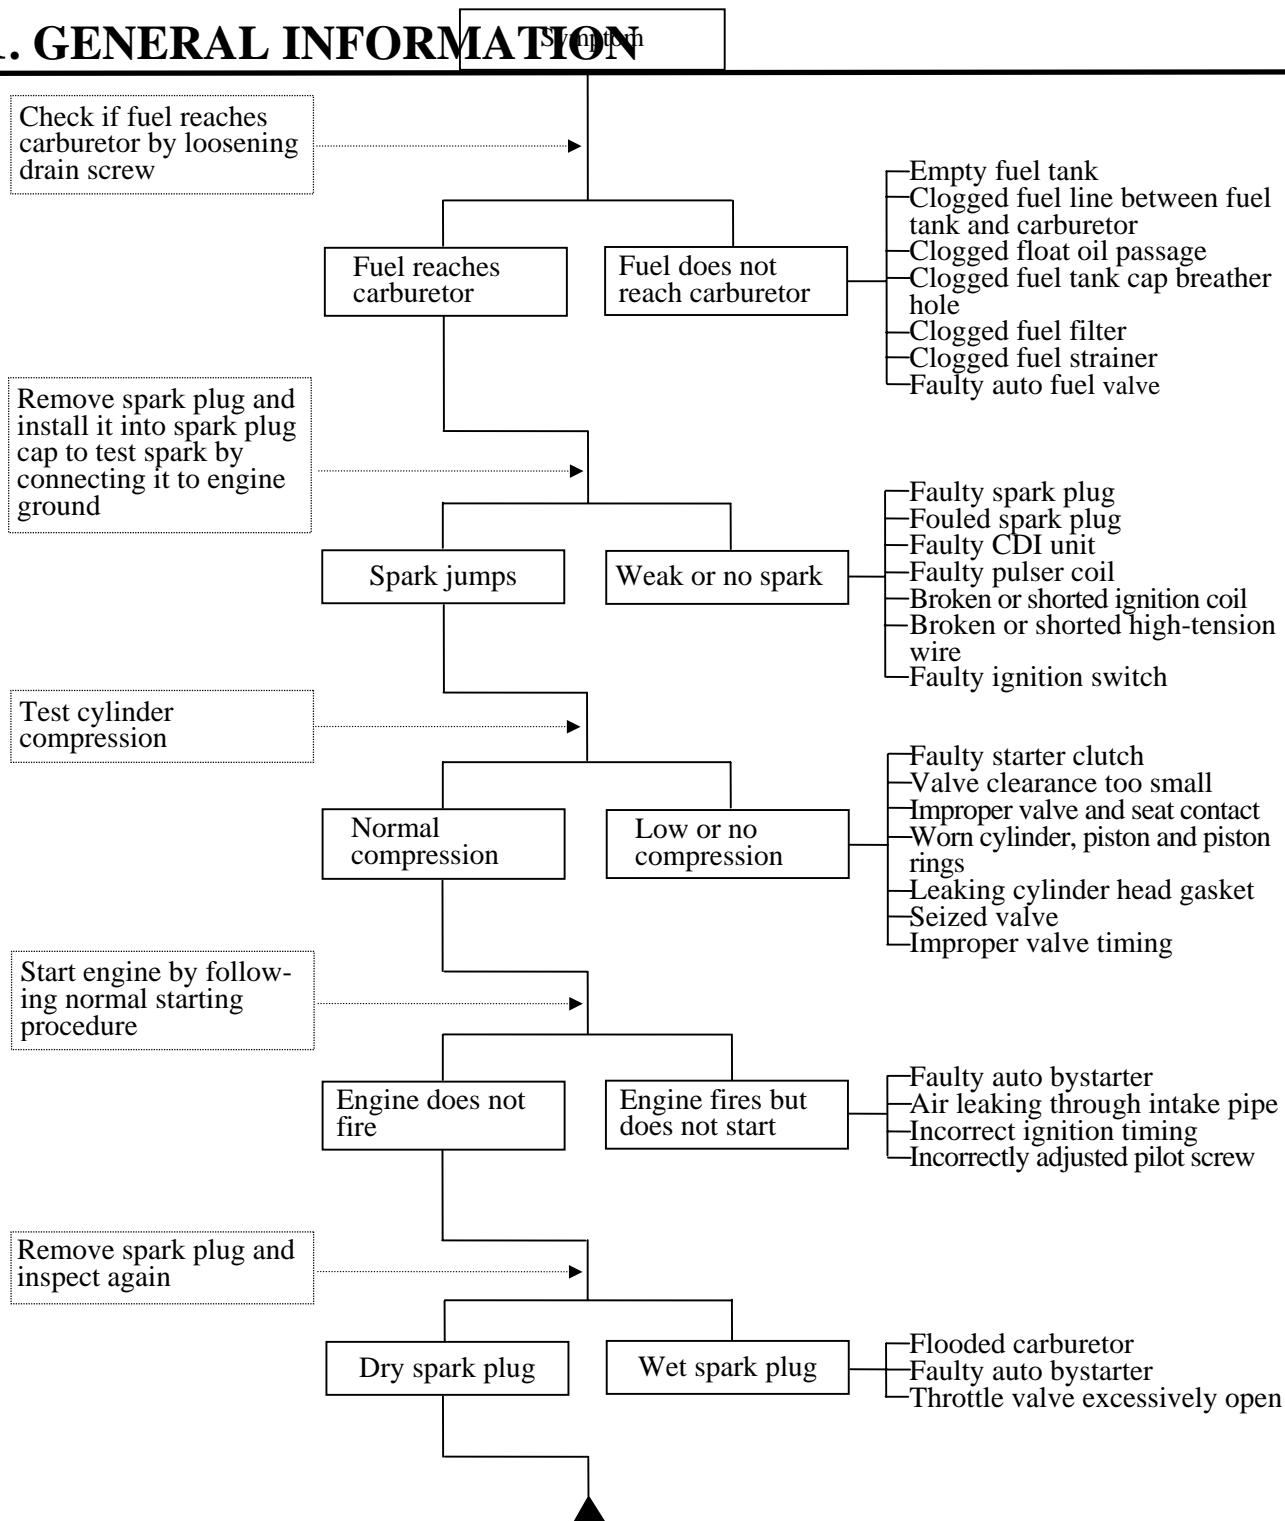 1. GENERAL INFORMATION
Symptom
Check if fuel reaches
carburetor by loosening
drain screw
Fuel reaches
carburetor
Fuel does not
reach carburetor
Empty fuel tank
Clogged fuel line between fuel
tank and carburetor
Clogged float oil passage
Clogged fuel tank cap breather
hole
Clogged fuel filter
Clogged fuel strainer
Faulty auto fuel valve
Remove spark plug and
install it into spark plug
cap to test spark by
connecting it to engine
ground
Spark jumps
Weak or no spark
Faulty spark plug
Fouled spark plug
Faulty CDI unit
Faulty pulser coil
Broken or shorted ignition coil
Broken or shorted high-tension
wire
Faulty ignition switch
Test cylinder
compression
Normal
compression
Low or no
compression
Faulty starter clutch
Valve clearance too small
Improper valve and seat contact
Worn cylinder, piston and piston
rings
Leaking cylinder head gasket
Seized valve
Improper valve timing
Start engine by follow-
ing normal starting
procedure
Engine does not
fire
Engine fires but
does not start
Faulty auto bystarter
Air leaking through intake pipe
Incorrect ignition timing
Incorrectly adjusted pilot screw
Remove spark plug and
inspect again
Dry spark plug
Wet spark plug
Flooded carburetor
Faulty auto bystarter
Throttle valve excessively open